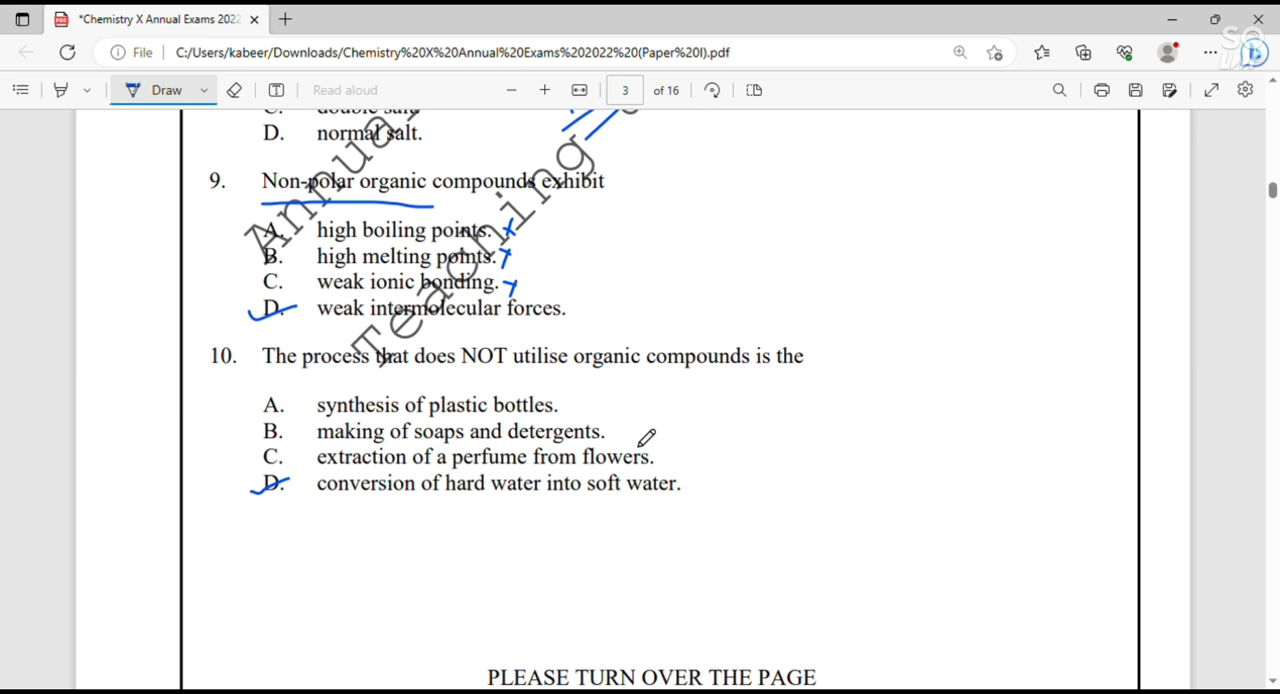 *Chemistry X Annual Exams 2022
File
C:/Users/kabeer/Downloads/Chemistry%20X%20Annual%20Exams%202022%20(Paper%20I).pdf
Draw
Read aloud
3 of 16
D. normal salt.
9. Non-polar organic compounds exhibit
A. high boiling points.
B. high melting points.
C. weak ionic bonding.
D. weak intermolecular forces.
10. The process that does NOT utilise organic compounds is the
A. synthesis of plastic bottles.
B. making of soaps and detergents.
C. extraction of a perfume from flowers.
D. conversion of hard water into soft water.
PLEASE TURN OVER THE PAGE
Annua
Teaching